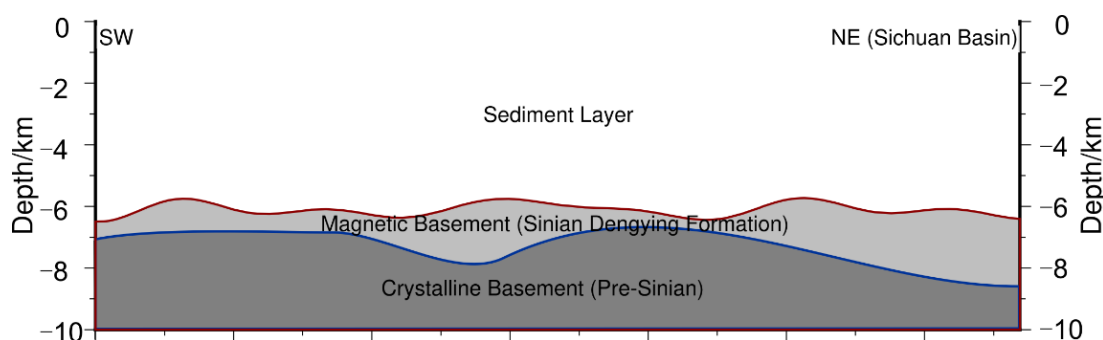 0
SW
NE (Sichuan Basin)
0
−2
−2
Sediment Layer
−4
−4
Depth/km
Depth/km
−6
−6
Magnetic Basement (Sinian Dengying Formation)
−8
−8
Crystalline Basement (Pre-Sinian)
−10
−10